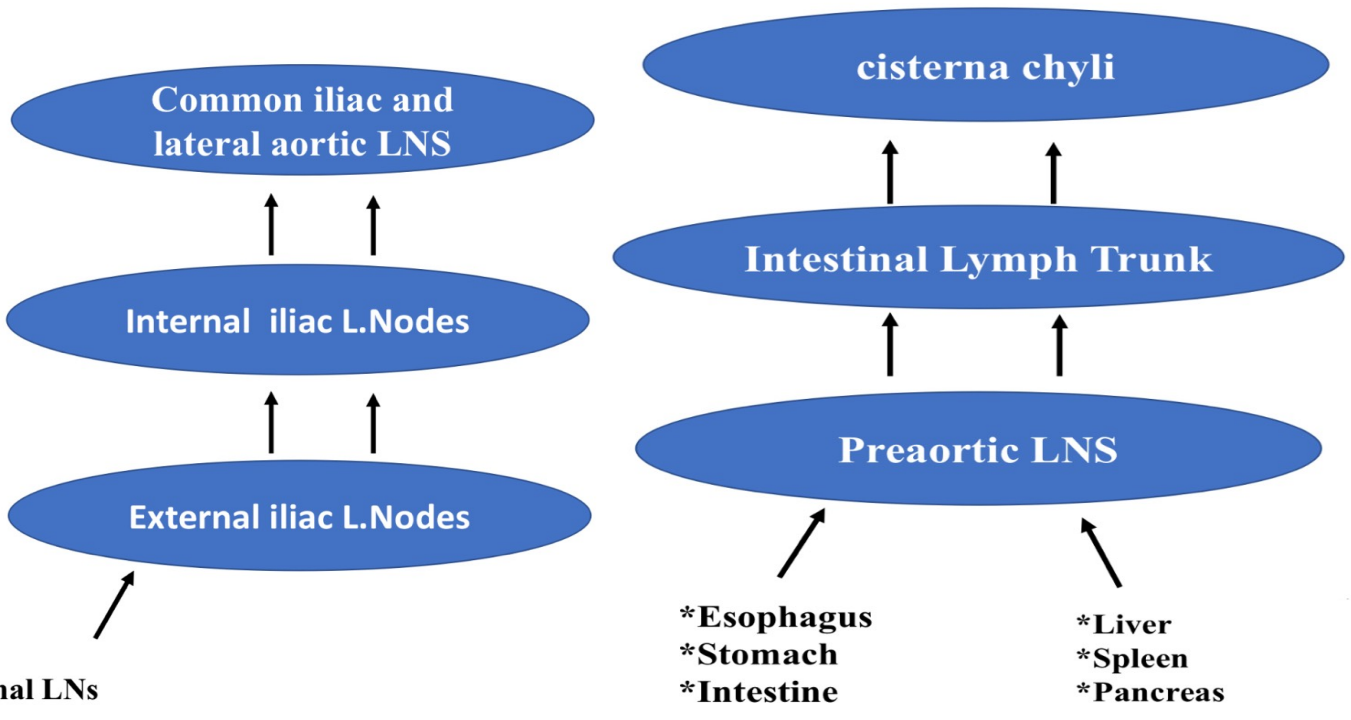 Common iliac and
lateral aortic LNS
Internal iliac L.Nodes
External iliac L.Nodes
LNs
cisterna chyli
Intestinal Lymph Trunk
Preaortic LNS
*Esophagus
*Stomach
*Intestine
*Liver
*Spleen
*Pancreas